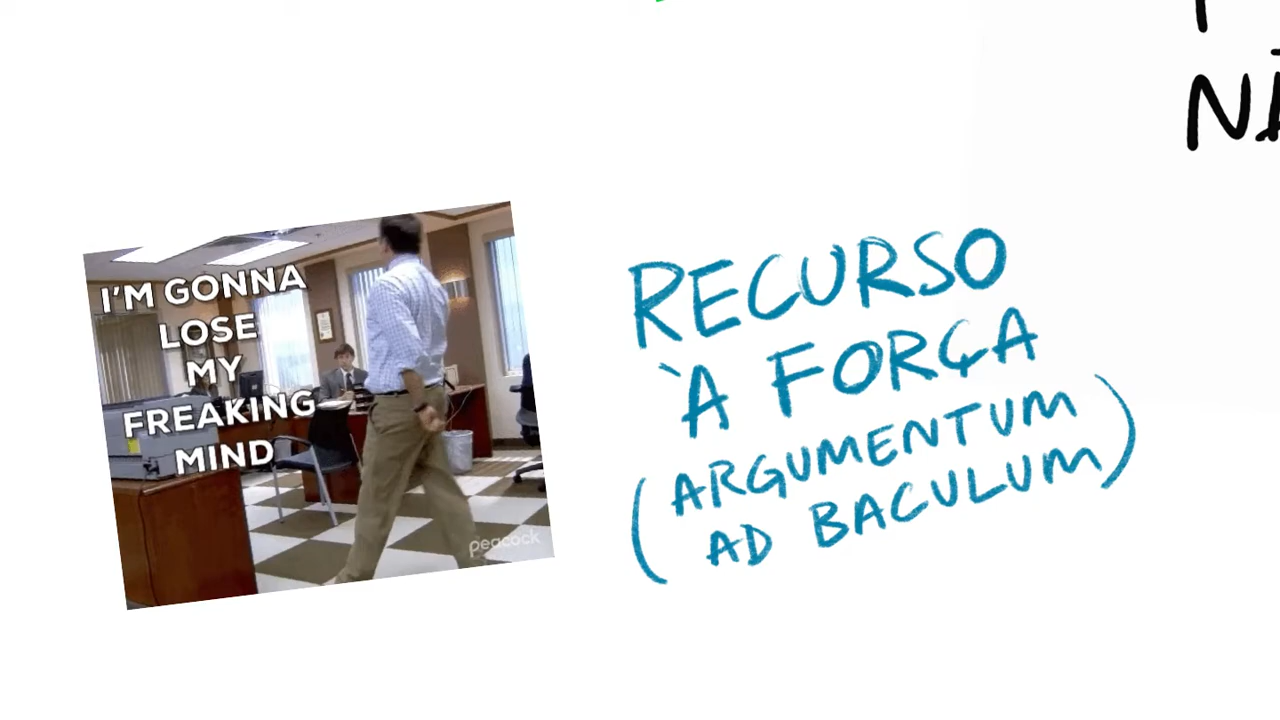 I'M GONNA
LOSE
MY
FREAKING
MIND
peacock
RECURSO
À FORÇA
(ARGUMENTUM
AD BACULUM)